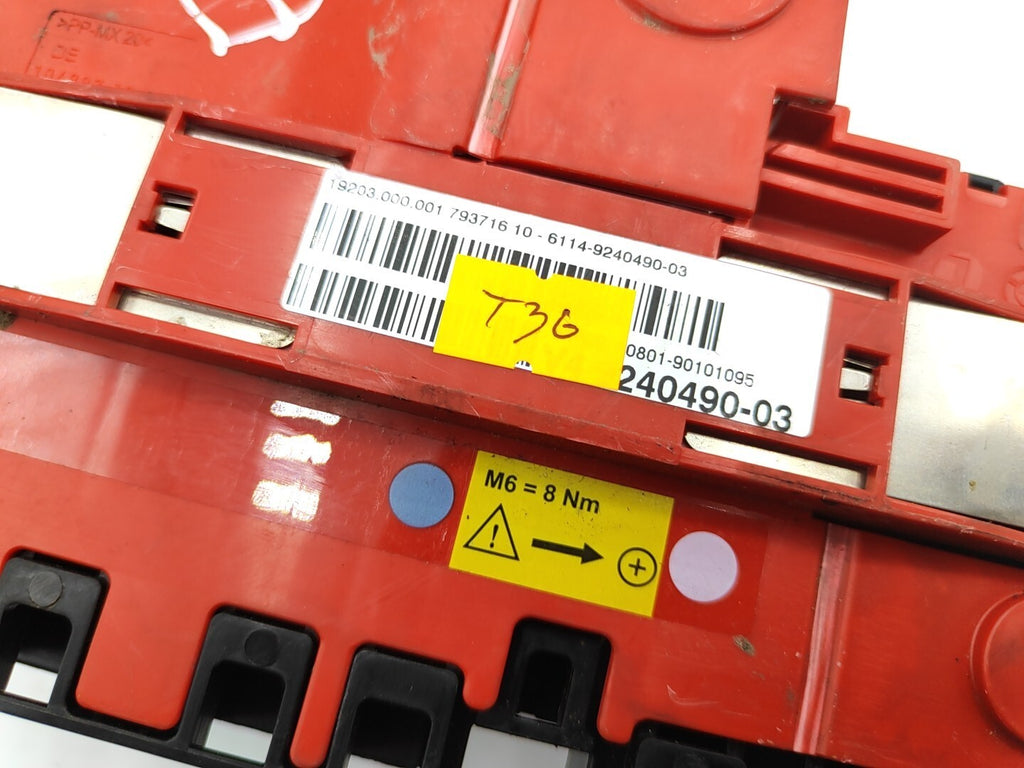 >PP-MX 20<
DE
19203.000.001 793716 10 - 6114-9240490-03
T36
0801-90101095
240490-03
M6 = 8 Nm